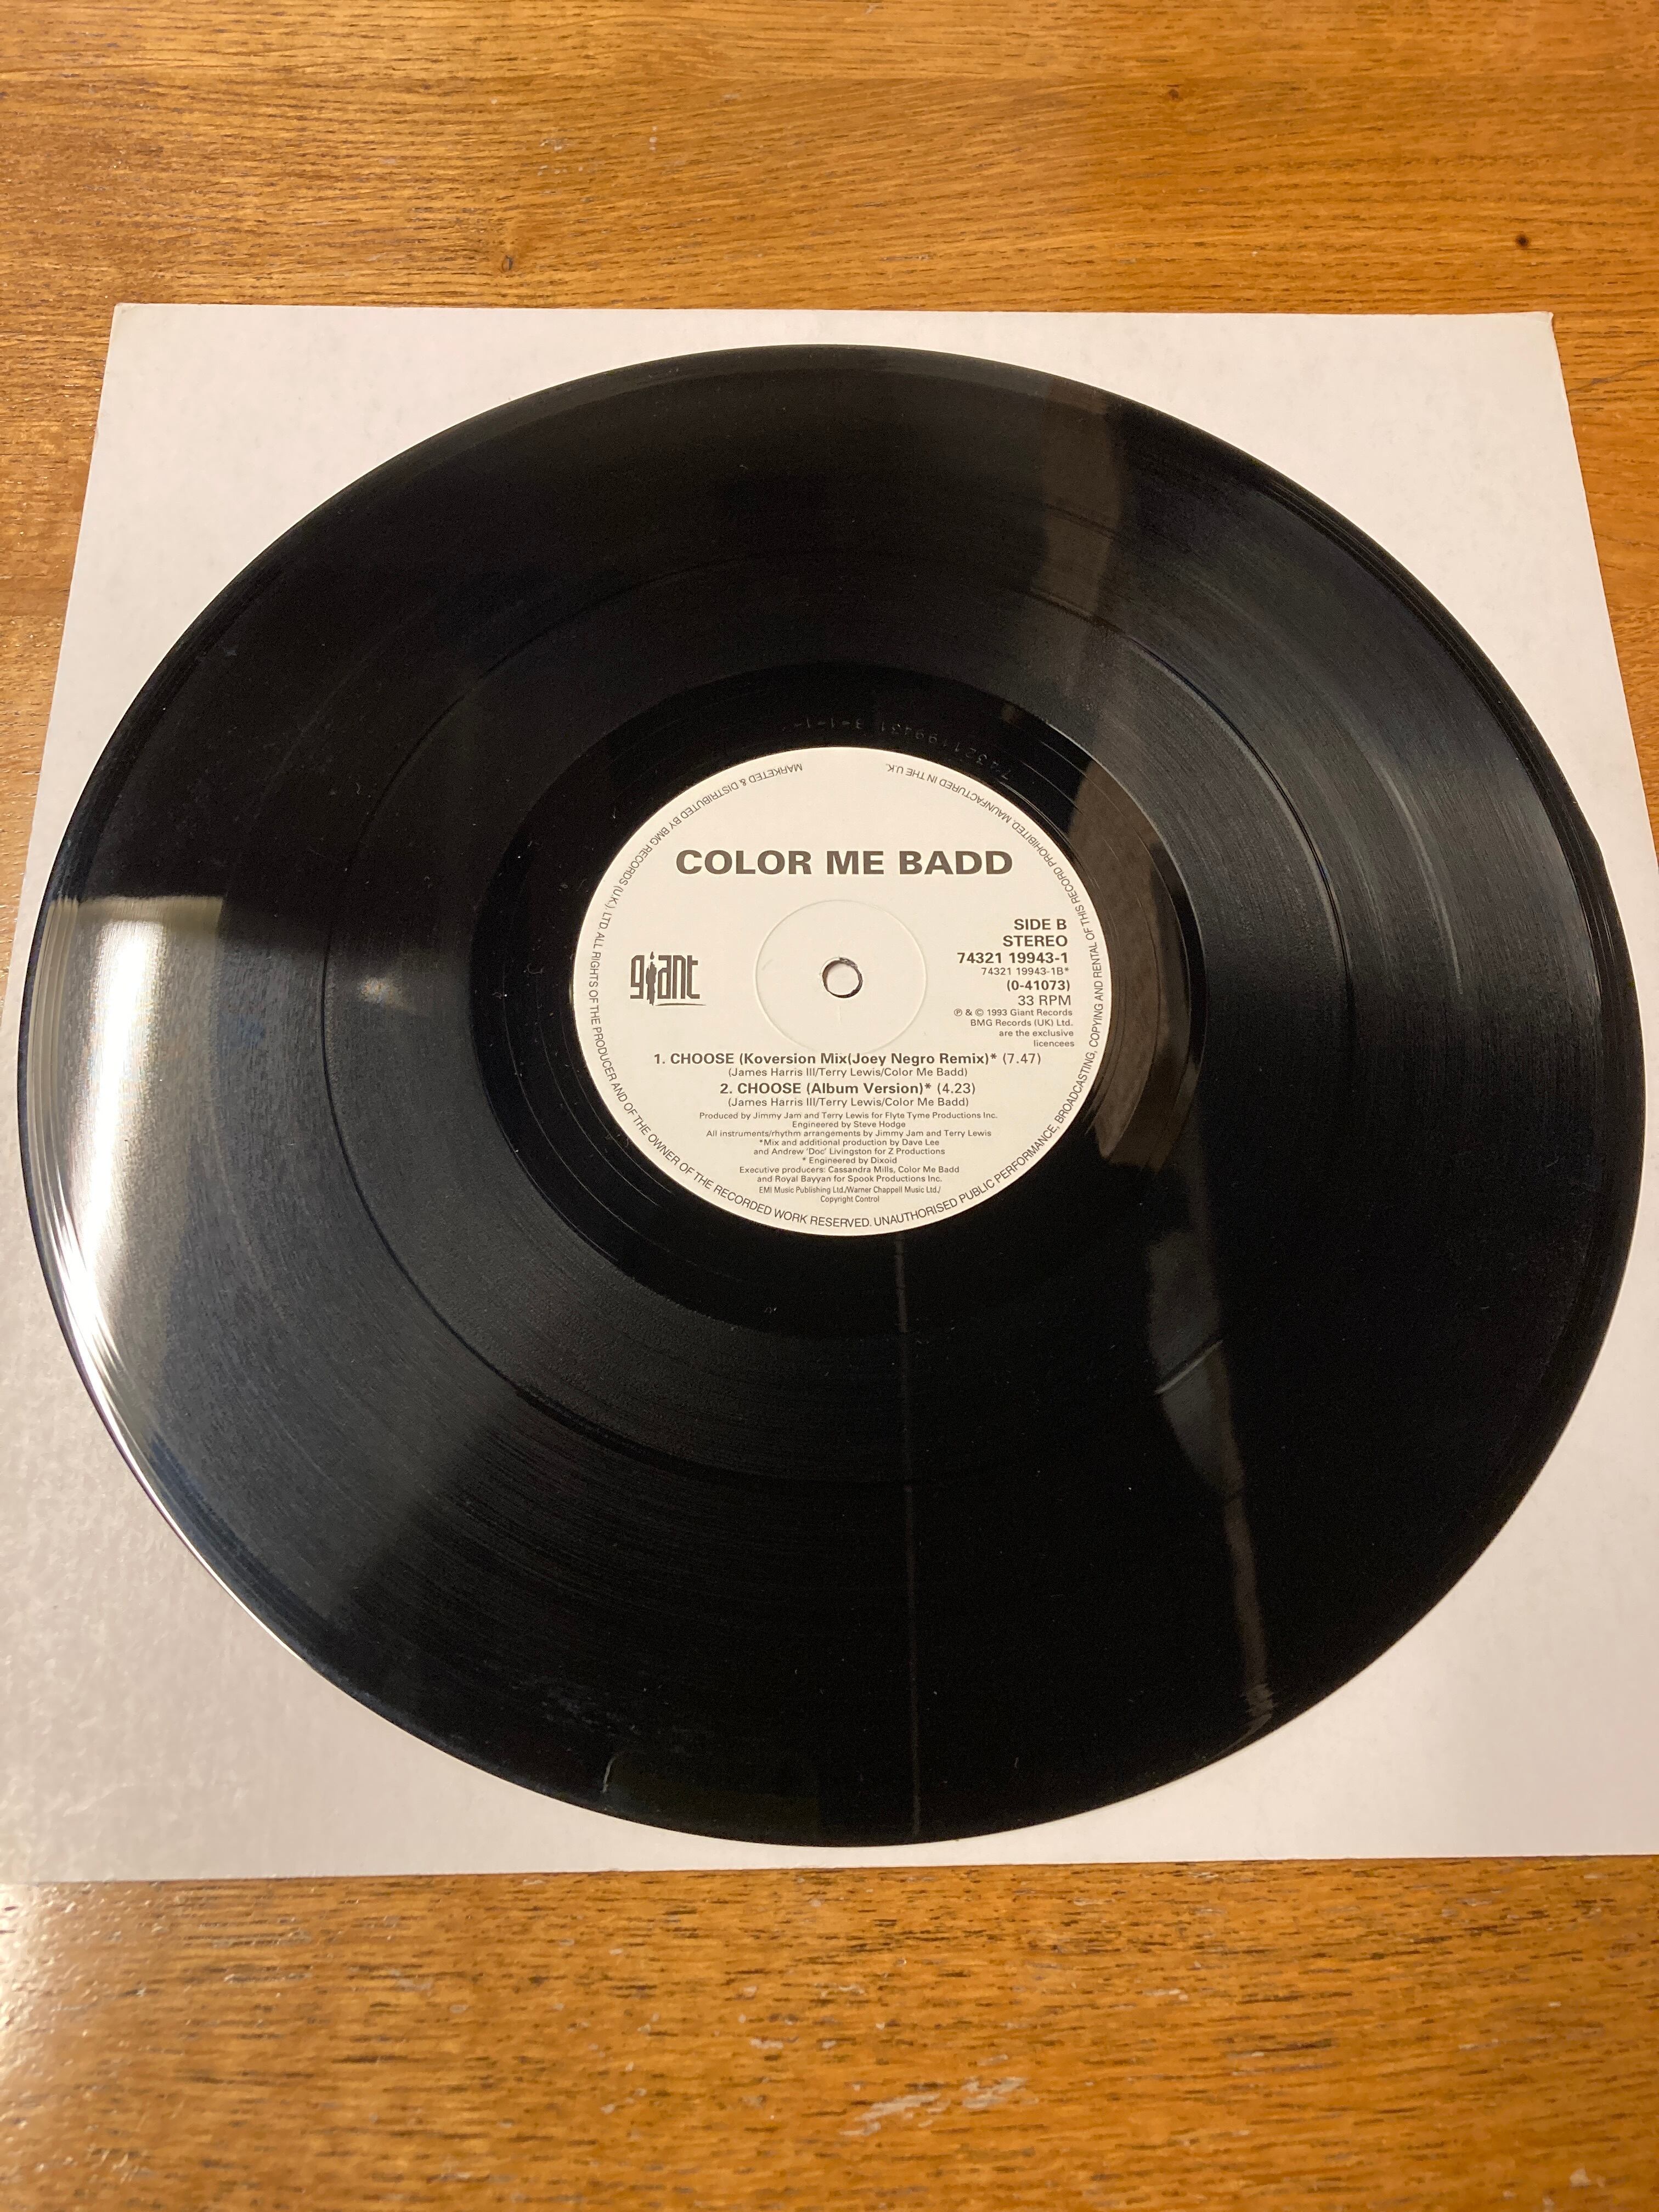 COLOR ME BADD
giant
SIDE B
STEREO
74321 19943-1
74321 19943-1B*
(0-41073)
33 RPM
℗ & © 1993 Giant Records
BMG Records (UK) Ltd.
are the exclusive
licencees
1. CHOOSE (Koversion Mix(Joey Negro Remix)* (7.47)
(James Harris III/Terry Lewis/Color Me Badd)
2. CHOOSE (Album Version)* (4.23)
(James Harris III/Terry Lewis/Color Me Badd)
Produced by Jimmy Jam and Terry Lewis for Flyte Tyme Productions Inc.
Engineered by Steve Hodge
All instruments/rhythm arrangements by Jimmy Jam and Terry Lewis
*Mix and additional production by Dave Lee
and Andrew 'Doc' Livingston for Z Productions
* Engineered by Dixoid
Executive producers: Cassandra Mills, Color Me Badd
and Royal Bayyan for Spook Productions Inc.
EMI Music Publishing Ltd./Warner Chappell Music Ltd./
Copyright Control
MARKETED & DISTRIBUTED BY BMG RECORDS (U.K.) LTD. ALL RIGHTS OF THE PRODUCER AND OF THE OWNER OF THE RECORDED WORK RESERVED. UNAUTHORISED PUBLIC PERFORMANCE, BROADCASTING, COPYING AND RENTAL OF THIS RECORD PROHIBITED. MAUNFACTURED IN THE U.K.